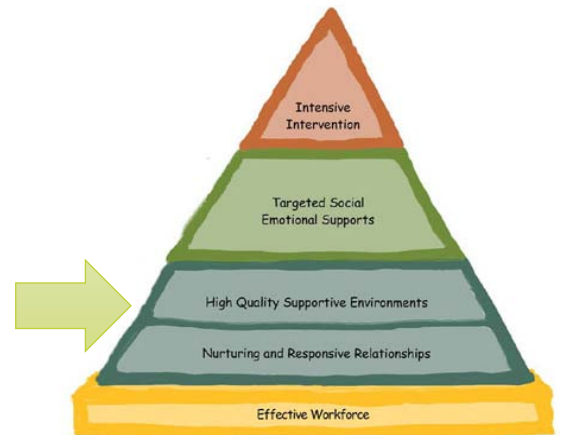 Intensive
Intervention
Targeted Social
Emotional Supports
High Quality Supportive Environments
Nurturing and Responsive Relationships
Effective Workforce